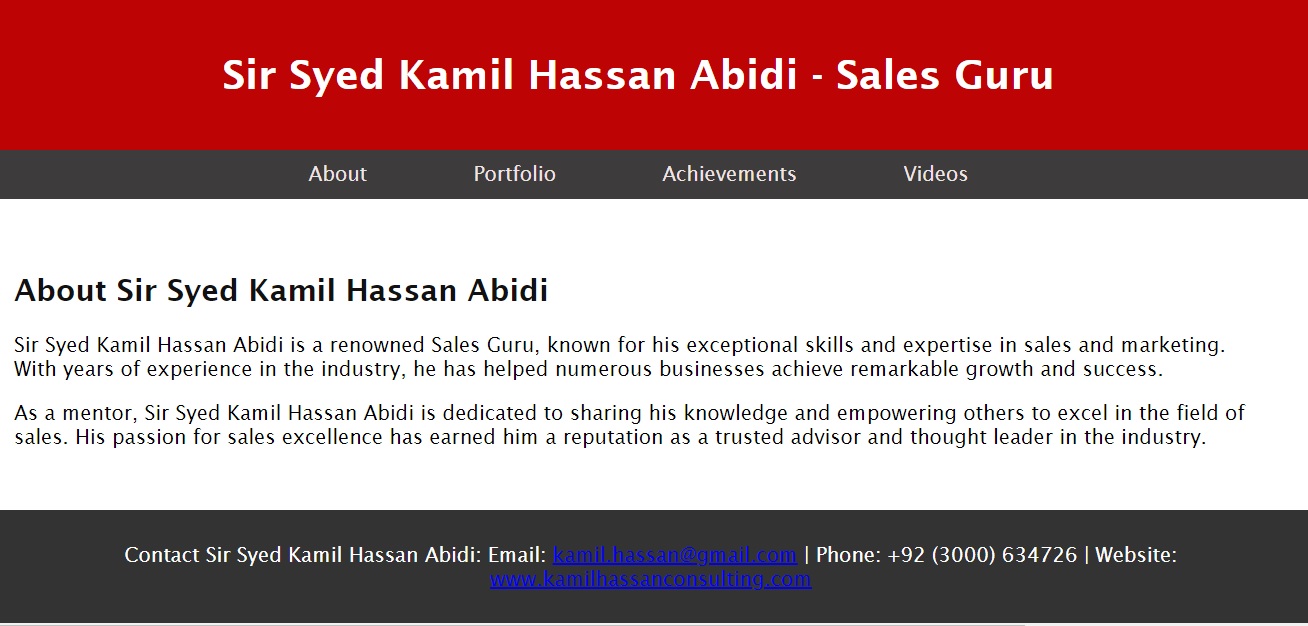 Sir Syed Kamil Hassan Abidi - Sales Guru
About Portfolio Achievements Videos
About Sir Syed Kamil Hassan Abidi
Sir Syed Kamil Hassan Abidi is a renowned Sales Guru, known for his exceptional skills and expertise in sales and marketing.
With years of experience in the industry, he has helped numerous businesses achieve remarkable growth and success.
As a mentor, Sir Syed Kamil Hassan Abidi is dedicated to sharing his knowledge and empowering others to excel in the field of
sales. His passion for sales excellence has earned him a reputation as a trusted advisor and thought leader in the industry.
Contact Sir Syed Kamil Hassan Abidi: Email: kamil.hassan@gmail.com | Phone: +92 (3000) 634726 | Website:
www.kamilhassanconsulting.com